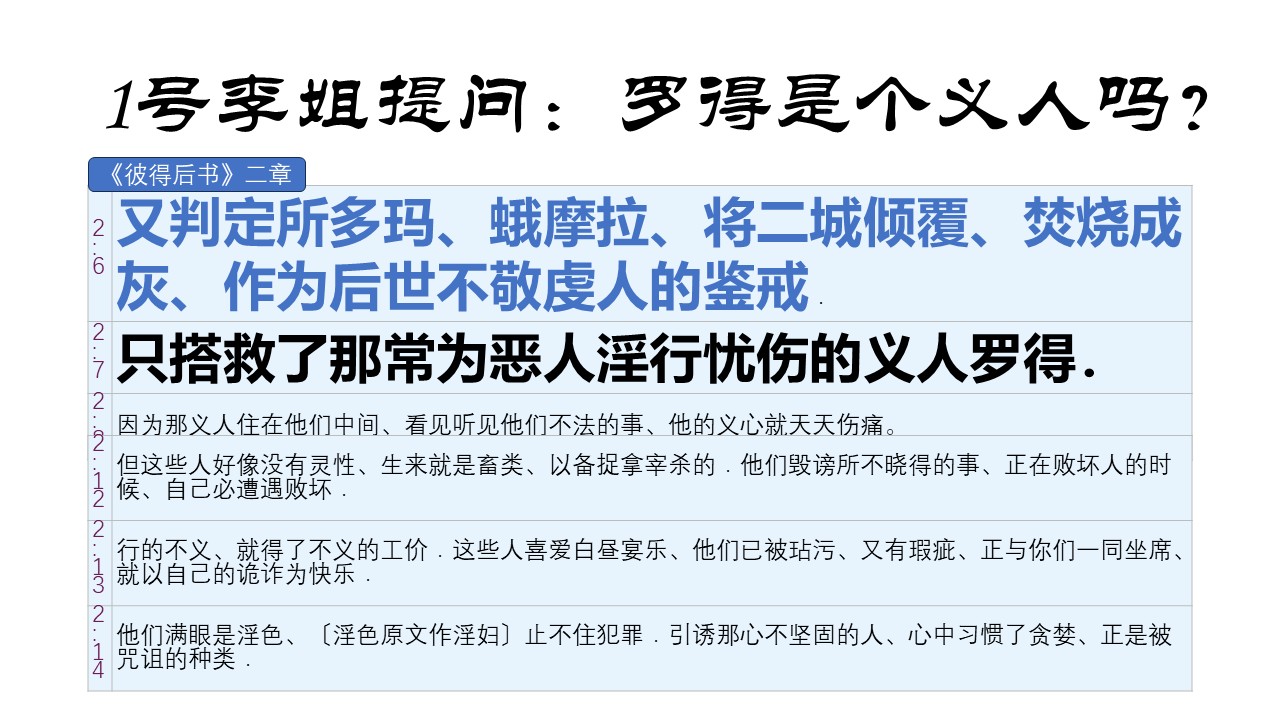 1号李姐提问：罗得是个义人吗？
《彼得后书》二章
2:6
又判定所多玛、蛾摩拉、将二城倾覆、焚烧成
灰、作为后世不敬虔人的鉴戒．
2:7
只搭救了那常为恶人淫行忧伤的义人罗得．
2:
因为那义人住在他们中间、看见听见他们不法的事、他的义心就天天伤痛。
2:12
但这些人好像没有灵性、生来就是畜类、以备捉拿宰杀的．他们毁谤所不晓得的事、正在败坏人的时
候、自己必遭遇败坏．
2:13
行的不义、就得了不义的工价．这些人喜爱白昼宴乐、他们已被玷污、又有瑕疵、正与你们一同坐席、
就以自己的诡诈为快乐．
2:14
他们满眼是淫色、〔淫色原文作淫妇〕止不住犯罪．引诱那心不坚固的人、心中习惯了贪婪、正是被
咒诅的种类．